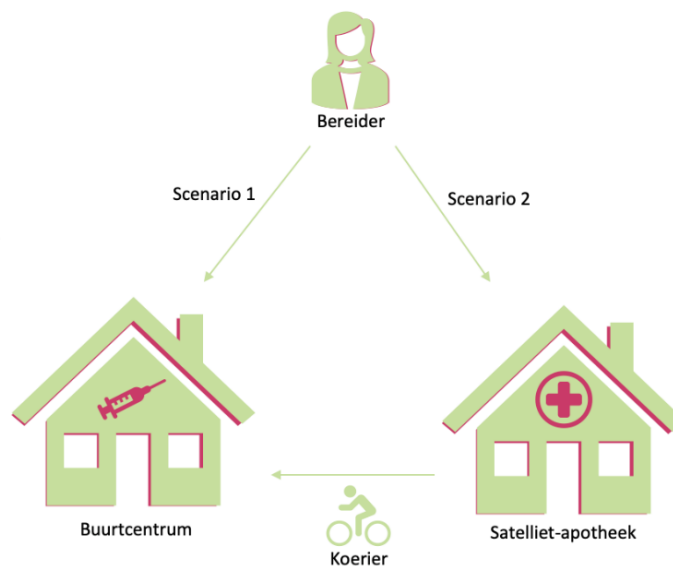 Bereider
Scenario 1
Scenario 2
Buurtcentrum
Satelliet-apotheek
Koerier